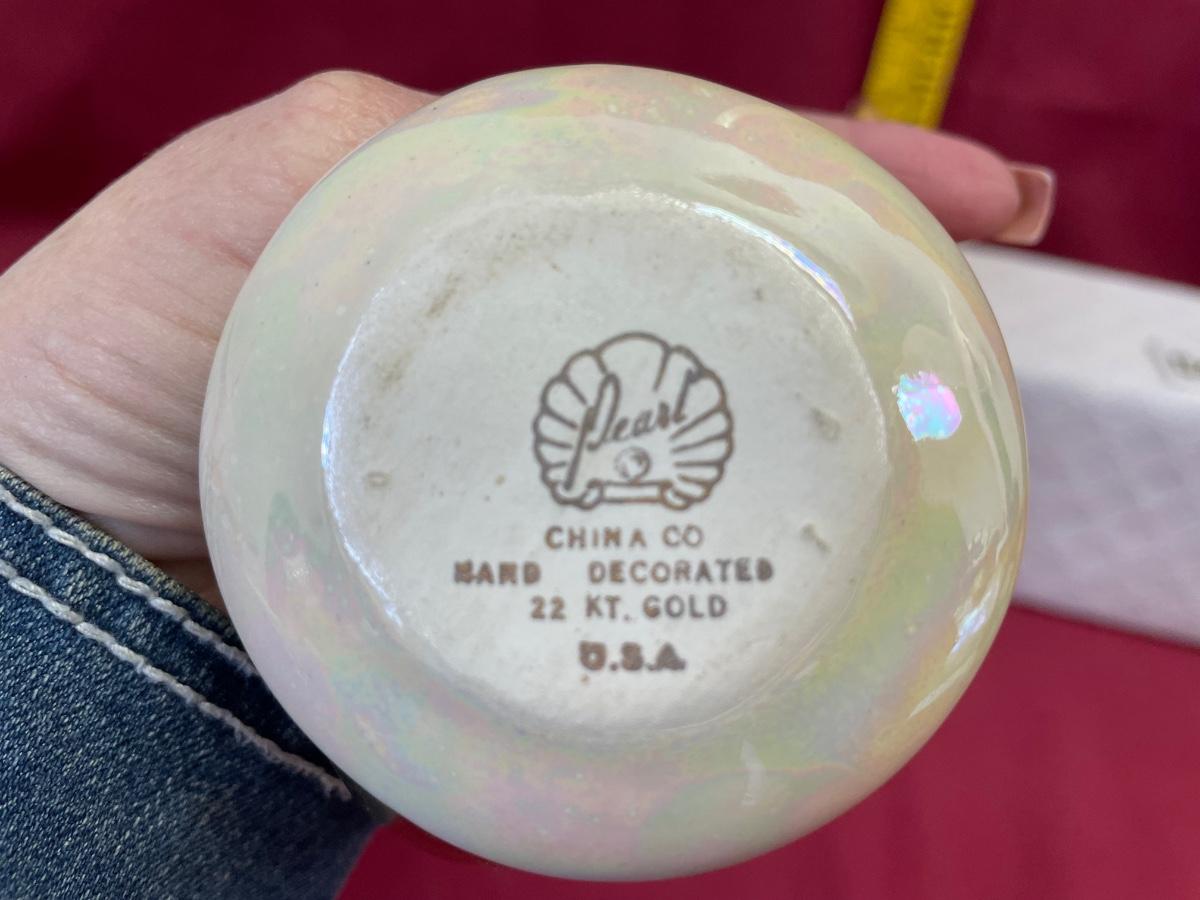 Pearl
CHINA CO
HAND DECORATED
22 KT. GOLD
U.S.A.